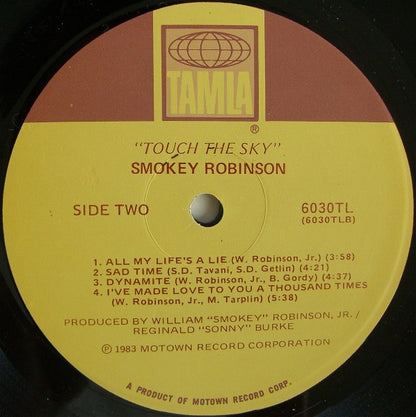 TAMLA
®
"TOUCH THE SKY"
SMOKEY ROBINSON
SIDE TWO
6030TL
(6030TLB)
1. ALL MY LIFE'S A LIE (W. Robinson, Jr.) (3:58)
2. SAD TIME (S.D. Tavani, S.D. Getlin) (4:21)
3. DYNAMITE (W. Robinson, Jr., B. Gordy) (4:37)
4. I'VE MADE LOVE TO YOU A THOUSAND TIMES
(W. Robinson, Jr., M. Tarplin) (5:38)
PRODUCED BY WILLIAM "SMOKEY" ROBINSON, JR. /
REGINALD "SONNY" BURKE
℗ 1983 MOTOWN RECORD CORPORATION
A PRODUCT OF MOTOWN RECORD CORP.